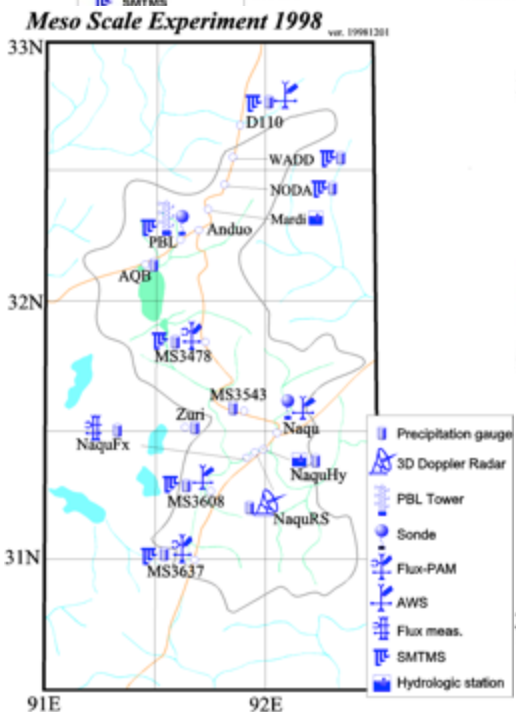 SMTMS
Meso Scale Experiment 1998
ver. 19981201
33N
D110
WADD
NODA
Mardi
Anduo
PBL
AQB
32N
MS3478
MS3543
Zuri
Naqu
NaquFx
NaquHy
MS3608
NaquRS
31N
MS3637
91E
92E
Precipitation gauge
3D Doppler Radar
PBL Tower
Sonde
Flux-PAM
AWS
Flux meas.
SMTMS
Hydrologic station